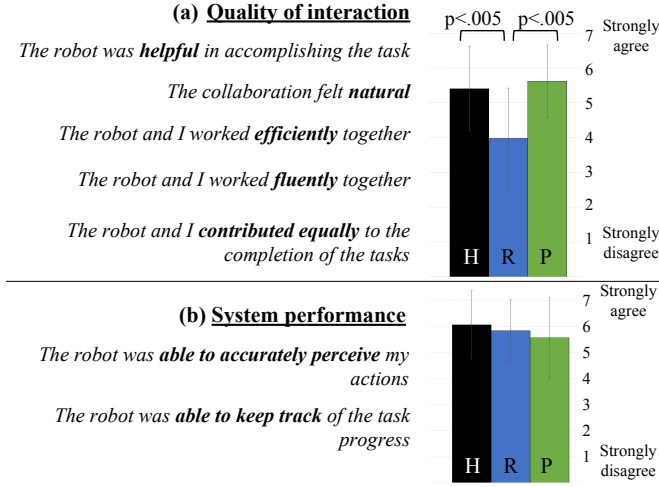 (a) Quality of interaction
The robot was helpful in accomplishing the task
The collaboration felt natural
The robot and I worked efficiently together
The robot and I worked fluently together
The robot and I contributed equally to the
completion of the tasks
p<.005 p<.005
7 Strongly
agree
6
5
4
3
2
1 Strongly
disagree
H R P
(b) System performance
The robot was able to accurately perceive my
actions
The robot was able to keep track of the task
progress
7 Strongly
agree
6
5
4
3
2
1 Strongly
disagree
H R P